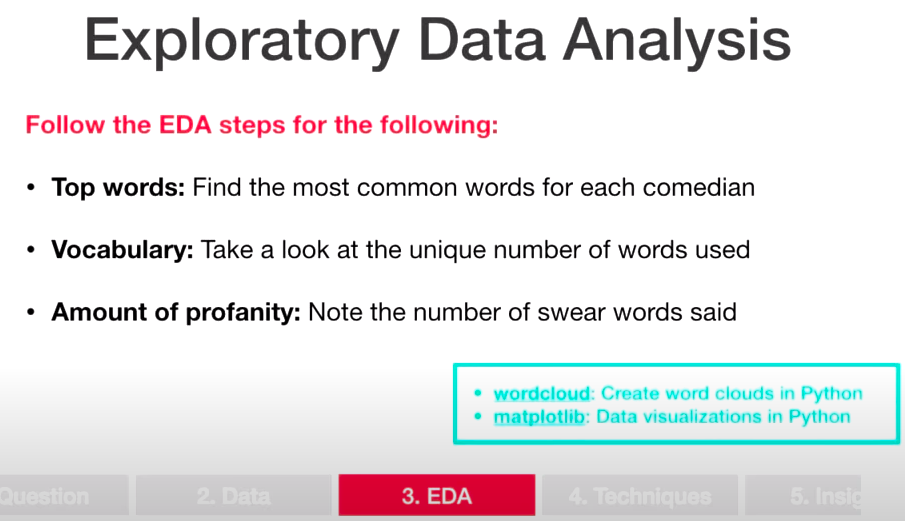 Exploratory Data Analysis
Follow the EDA steps for the following:
• Top words: Find the most common words for each comedian
• Vocabulary: Take a look at the unique number of words used
• Amount of profanity: Note the number of swear words said
• wordcloud: Create word clouds in Python
• matplotlib: Data visualizations in Python
Question 2. Data 3. EDA 4. Techniques 5. Insig